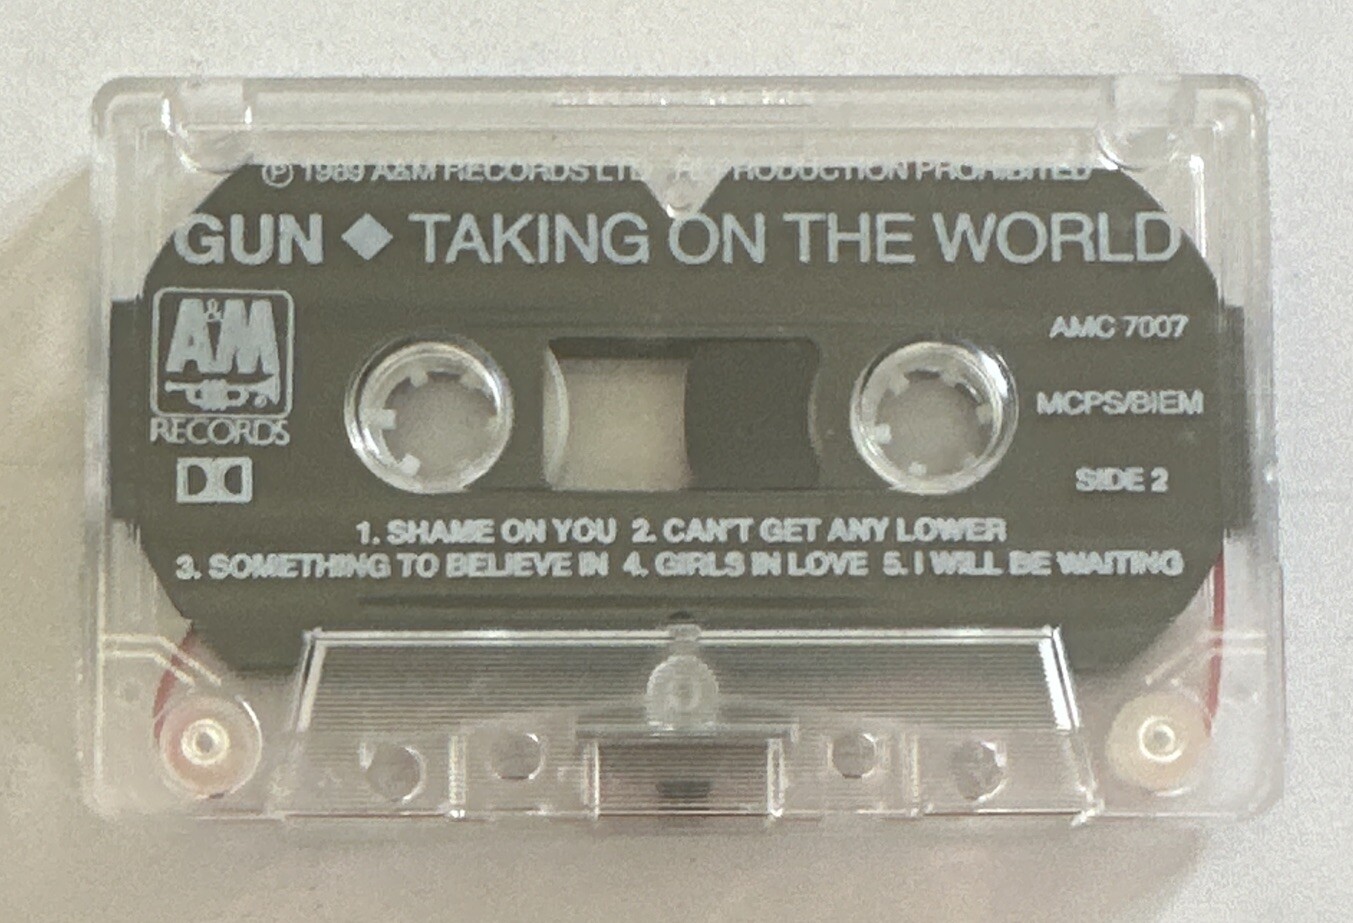 ℗ 1989 A&M RECORDS LTD. REPRODUCTION PROHIBITED
GUN ◆ TAKING ON THE WORLD
A&M
RECORDS
AMC 7007
MCPS/BIEM
SIDE 2
1. SHAME ON YOU 2. CAN'T GET ANY LOWER
3. SOMETHING TO BELIEVE IN 4. GIRLS IN LOVE 5. I WILL BE WAITING